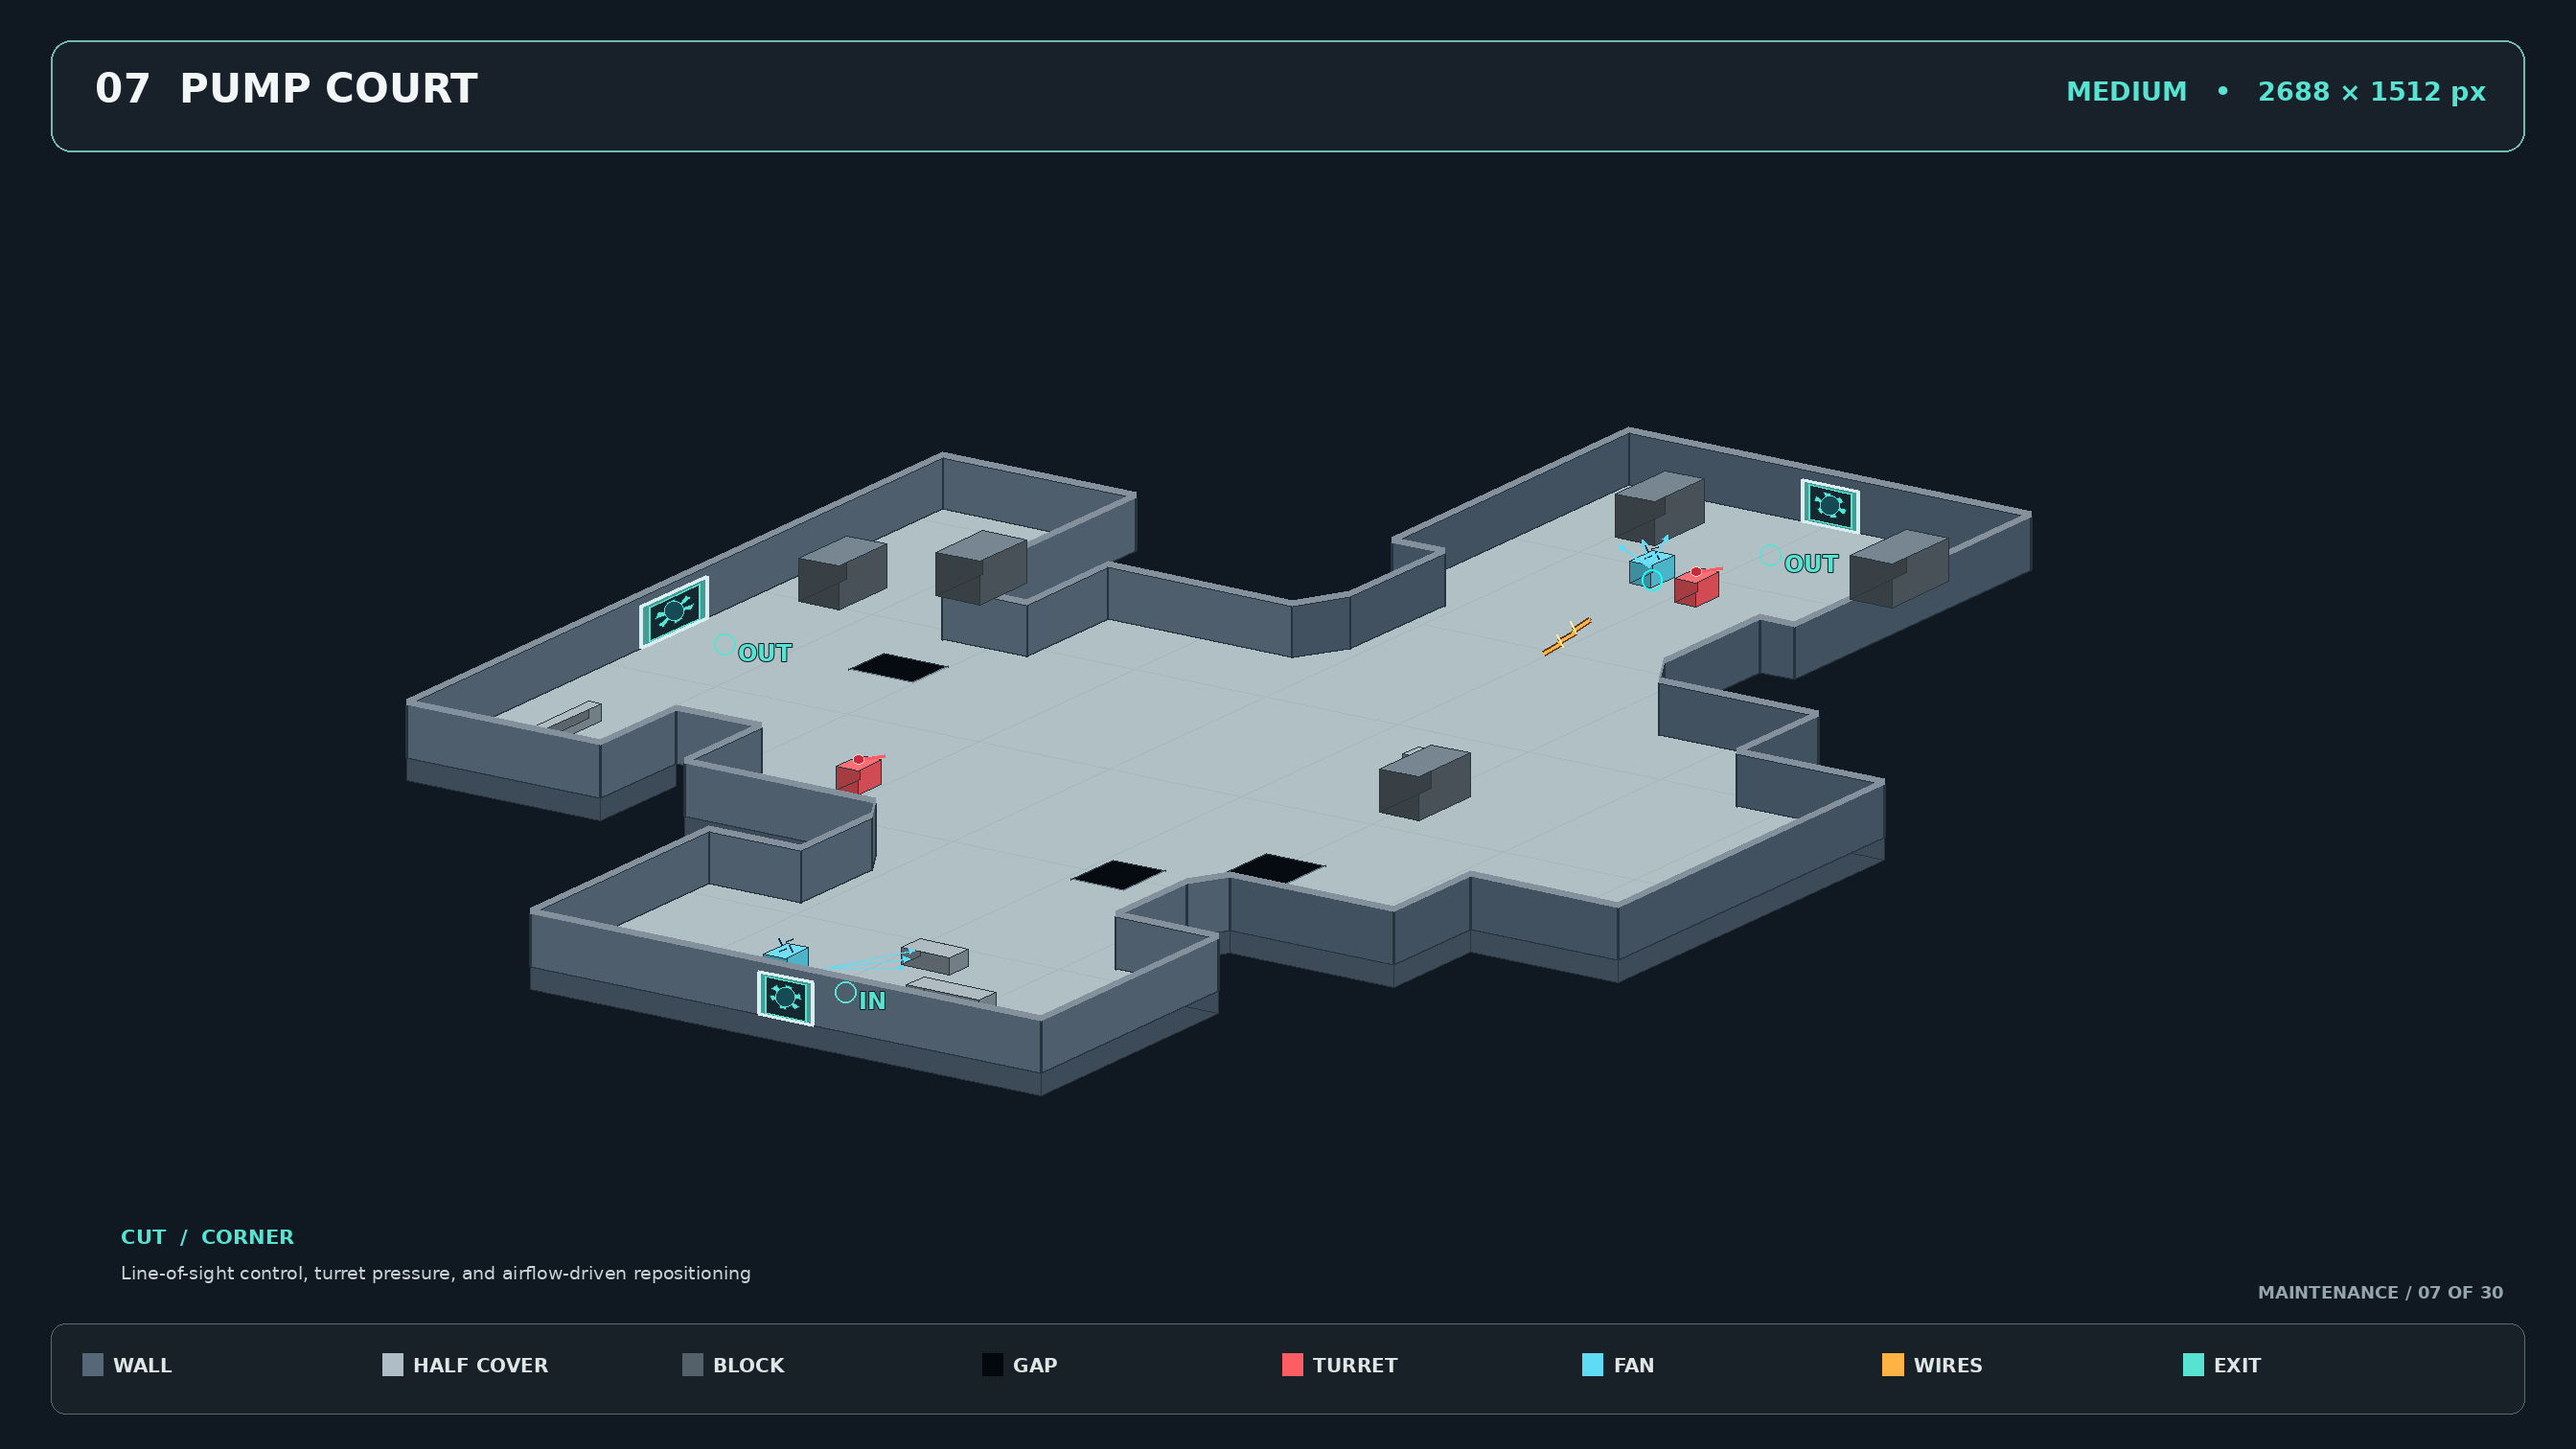 07 PUMP COURT
MEDIUM • 2688 × 1512 px
OUT
OUT
IN
CUT / CORNER
Line-of-sight control, turret pressure, and airflow-driven repositioning
MAINTENANCE / 07 OF 30
WALL
HALF COVER
BLOCK
GAP
TURRET
FAN
WIRES
EXIT